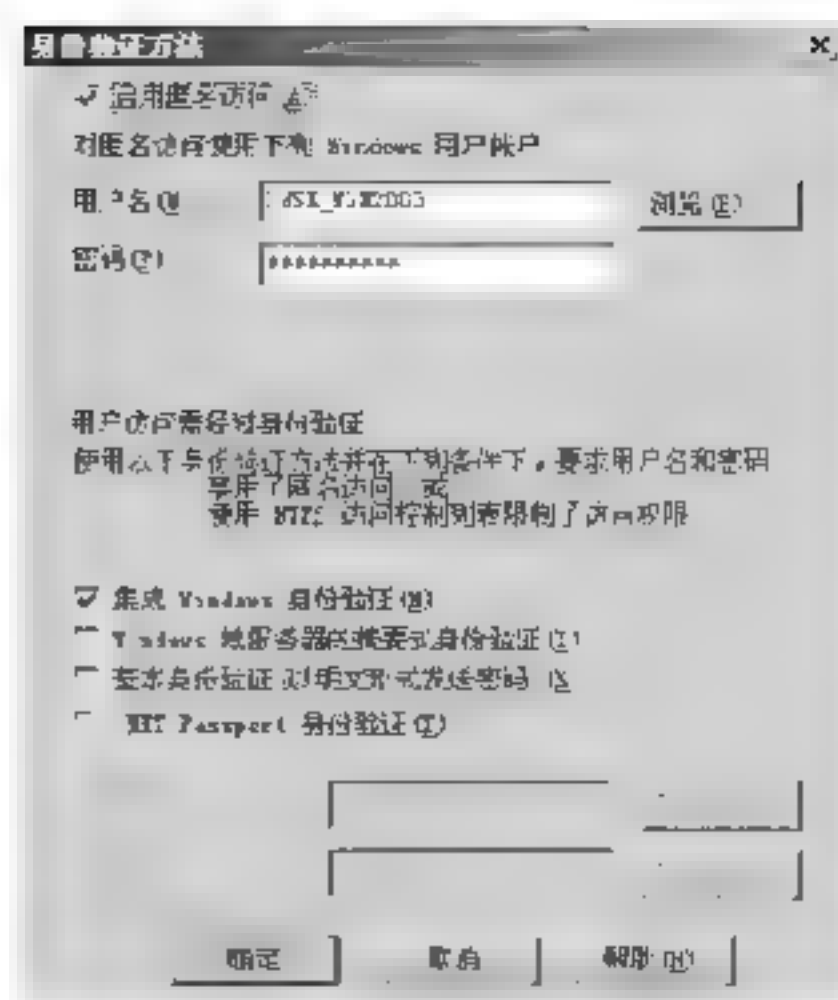 身份验证方法
启用匿名访问(A)
对匿名访问使用下列 Windows 用户帐户
用户名(U)
浏览(B)
密码(P) **********
用户访问需经过身份验证
使用以下身份验证方法并在下列条件下,要求用户名和密码
禁用了匿名访问 或
使用 NTFS 访问控制列表限制了访问权限
集成 Windows 身份验证(N)
Windows 域服务器的摘要式身份验证(I)
基本身份验证 以明文形式发送密码(S
.NET Passport 身份验证(T)
确定 取消 帮助(H)